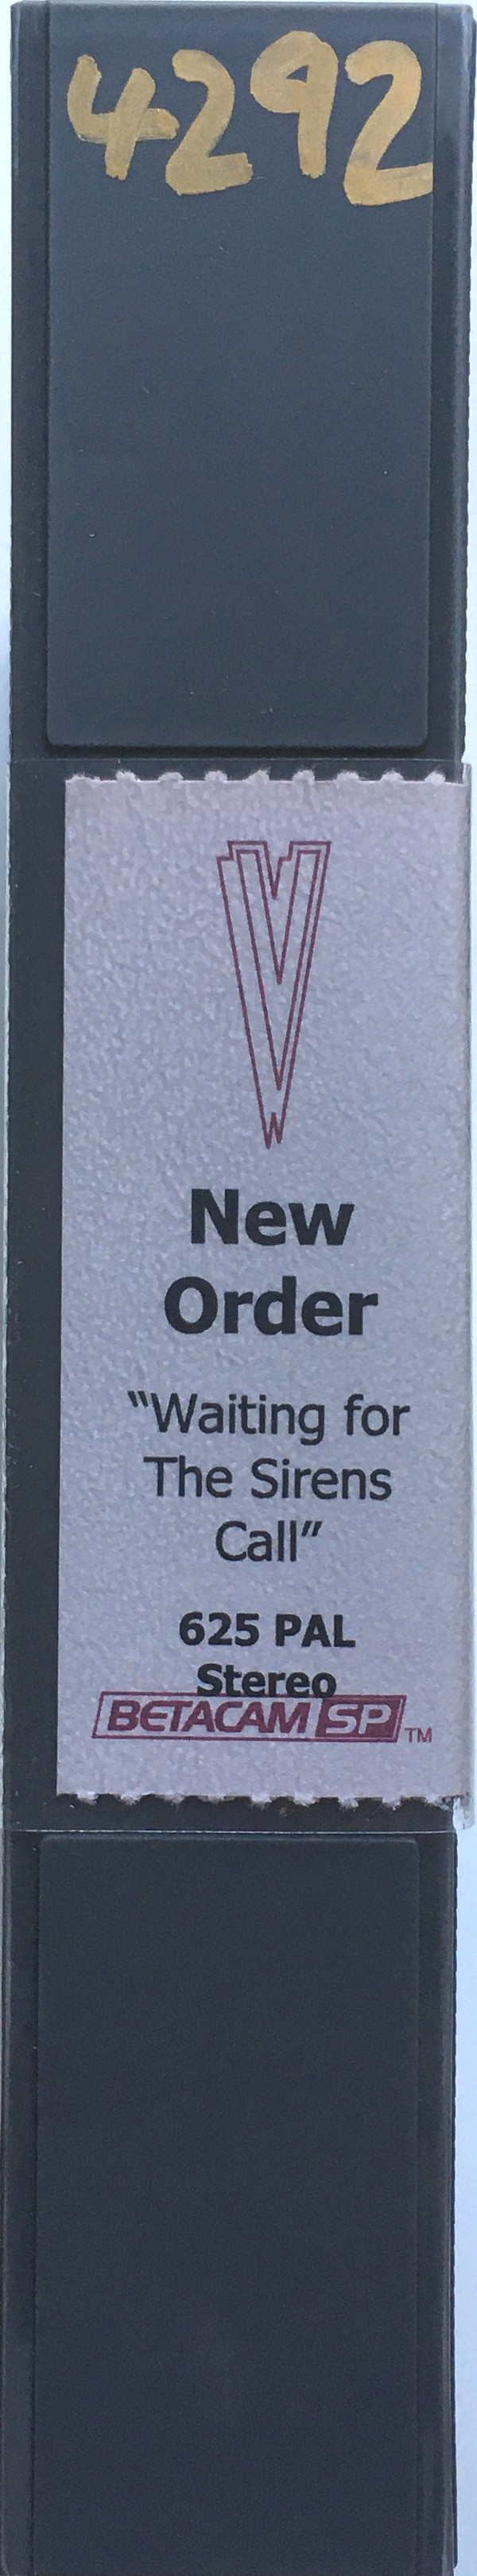 4292
New
Order
“Waiting for
The Sirens
Call”
625 PAL
Stereo
BETACAM SP TM